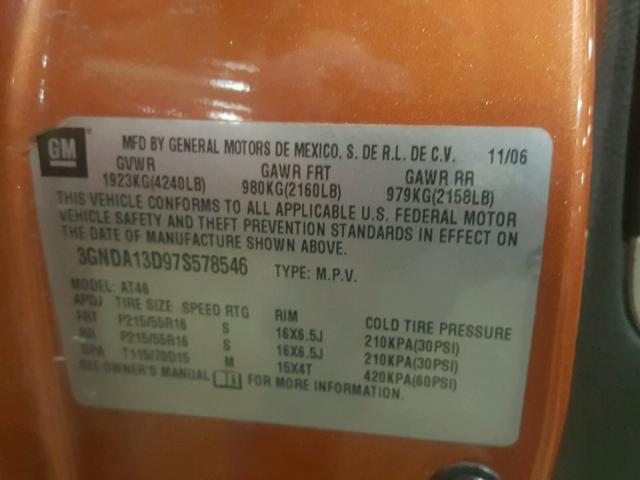 GM
MFD BY GENERAL MOTORS DE MEXICO, S. DE R.L. DE C.V. 11/06
GVWR GAWR FRT GAWR RR
1923KG(4240LB) 980KG(2160LB) 979KG(2158LB)
THIS VEHICLE CONFORMS TO ALL APPLICABLE U.S. FEDERAL MOTOR
VEHICLE SAFETY AND THEFT PREVENTION STANDARDS IN EFFECT ON
THE DATE OF MANUFACTURE SHOWN ABOVE.
3GNDA13D97S578546 TYPE: M.P.V.
MODEL: AT46
APDJ TIRE SIZE SPEED RTG RIM COLD TIRE PRESSURE
FRT P215/55R16 S 16X6.5J 210KPA(30PSI)
RR P215/55R16 S 16X6.5J 210KPA(30PSI)
SPA T115/70D15 M 15X4T 420KPA(60PSI)
SEE OWNER'S MANUAL FOR MORE INFORMATION.